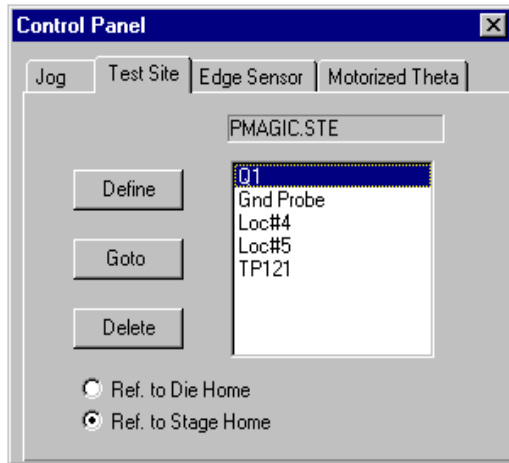 Control Panel
Jog Test Site Edge Sensor Motorized Theta
PMAGIC.STE
Define
Goto
Delete
Q1
Gnd Probe
Loc#4
Loc#5
TP121
Ref. to Die Home
Ref. to Stage Home